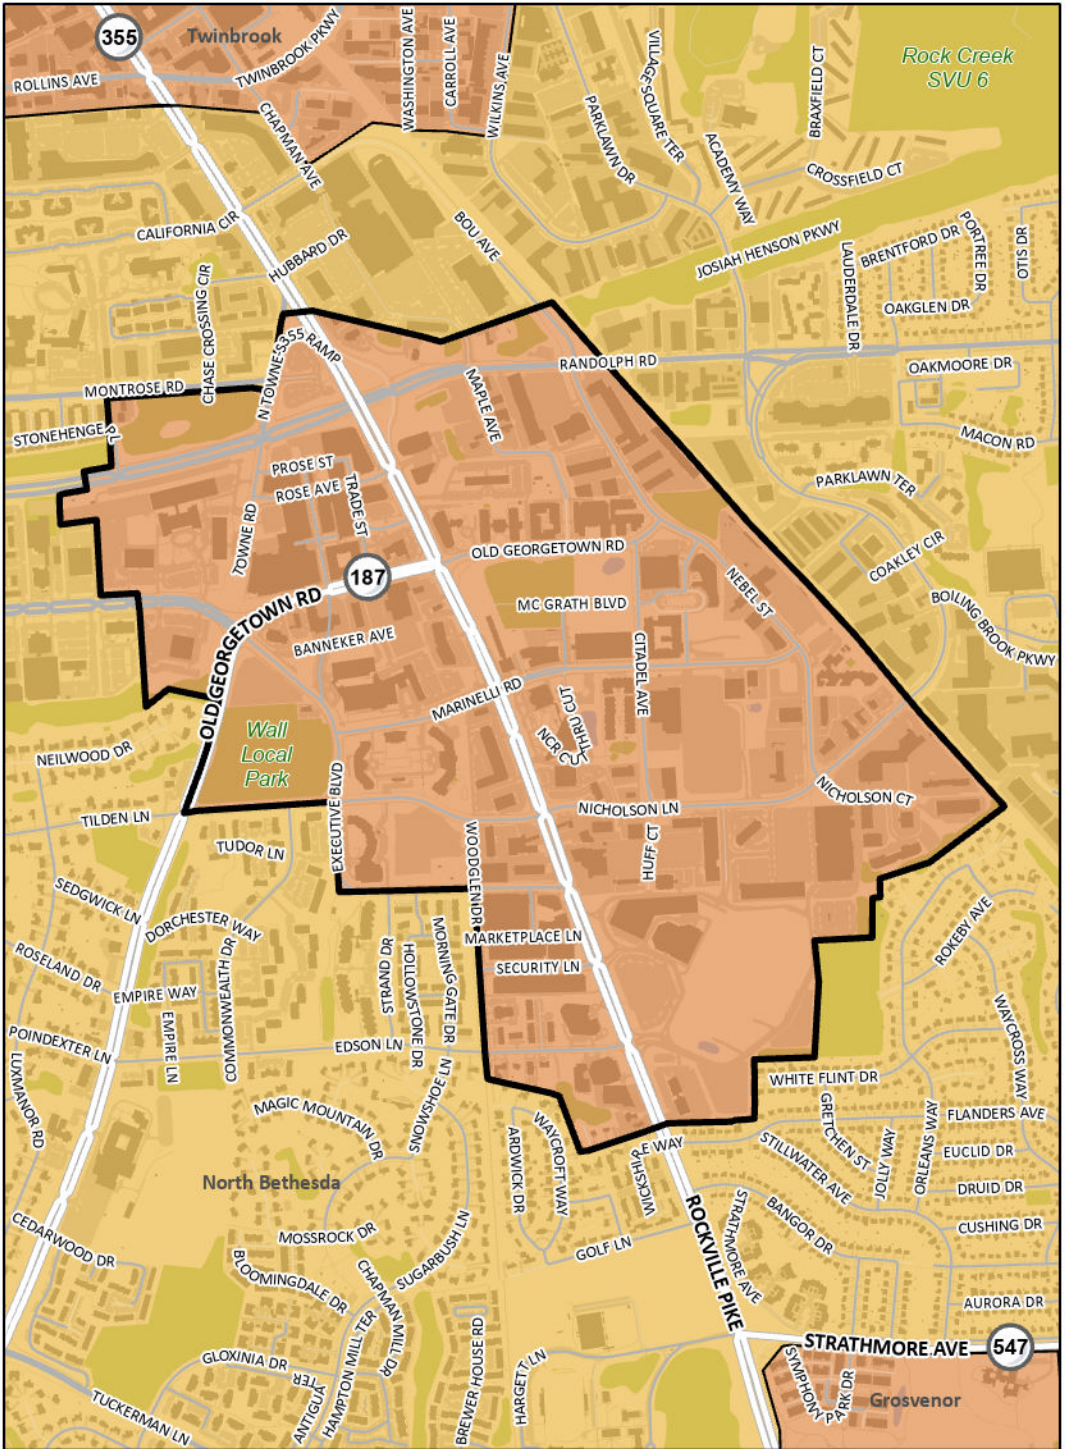 355
Twinbrook
ROLLINS AVE
TWINBROOK PKWY
WASHINGTON AVE
CARROLL AVE
WILKINS AVE
CHAPMAN AVE
VILLAGE SQUARE TER
PARKLAWN DR
ACADEMY WAY
BRAXFIELD CT
Rock Creek
SVU 6
CROSSFIELD CT
CALIFORNIA CIR
HUBBARD DR
BOU AVE
JOSIAH HENSON PKWY
BRENTFORD DR
PORTREE DR
OTIS DR
LAUDERDALE DR
OAKGLEN DR
CHASE CROSSING CIR
N TOWNE
S355 RAMP
MONTROSE RD
RANDOLPH RD
OAKMOORE DR
STONEHENGE PL
MAPLE AVE
MACON RD
PROSE ST
ROSE AVE
TRADE ST
TOWNE RD
PARKLAWN TER
COAKLEY CIR
OLD GEORGETOWN RD
187
OLD GEORGETOWN RD
NEBEL ST
MC GRATH BLVD
BOILING BROOK PKWY
BANNEKER AVE
CITADEL AVE
MARINELLI RD
THRU CUT
NCR C
Wall
Local
Park
NEILWOOD DR
EXECUTIVE BLVD
NICHOLSON LN
NICHOLSON CT
TILDEN LN
TUDOR LN
WOODGLEN DR
HUFF CT
SEDGWICK LN
DORCHESTER WAY
ROSELAND DR
EMPIRE WAY
COMMONWEALTH DR
STRAND DR
HOLLOWSTONE DR
MORNING GATE DR
MARKETPLACE LN
SECURITY LN
ROKEBY AVE
WAYCROSS WAY
POINDEXTER LN
EMPIRE LN
EDSON LN
LUXMANOR RD
SNOWSHOE LN
MAGIC MOUNTAIN DR
WHITE FLINT DR
GRETCHEN ST
FLANDERS AVE
ORLEANS WAY
JOLLY WAY
EUCLID DR
STILLWATER AVE
DRUID DR
ARDWICK DR
WAYCROFT WAY
WICKSHIRE WAY
North Bethesda
CEDARWOOD DR
MOSSROCK DR
BLOOMINGDALE DR
SUGARBUSH LN
GOLF LN
ROCKVILLE PIKE
STRATHMORE AVE
BANGOR DR
CUSHING DR
CHAPMAN MILL DR
HAMPTON MILL TER
AURORA DR
STRATHMORE AVE
547
GLOXINIA DR
ANTIGUA TER
TUCKERMAN LN
BREWER HOUSE RD
HARGETT LN
SYMPHONY
PARK DR
Grosvenor